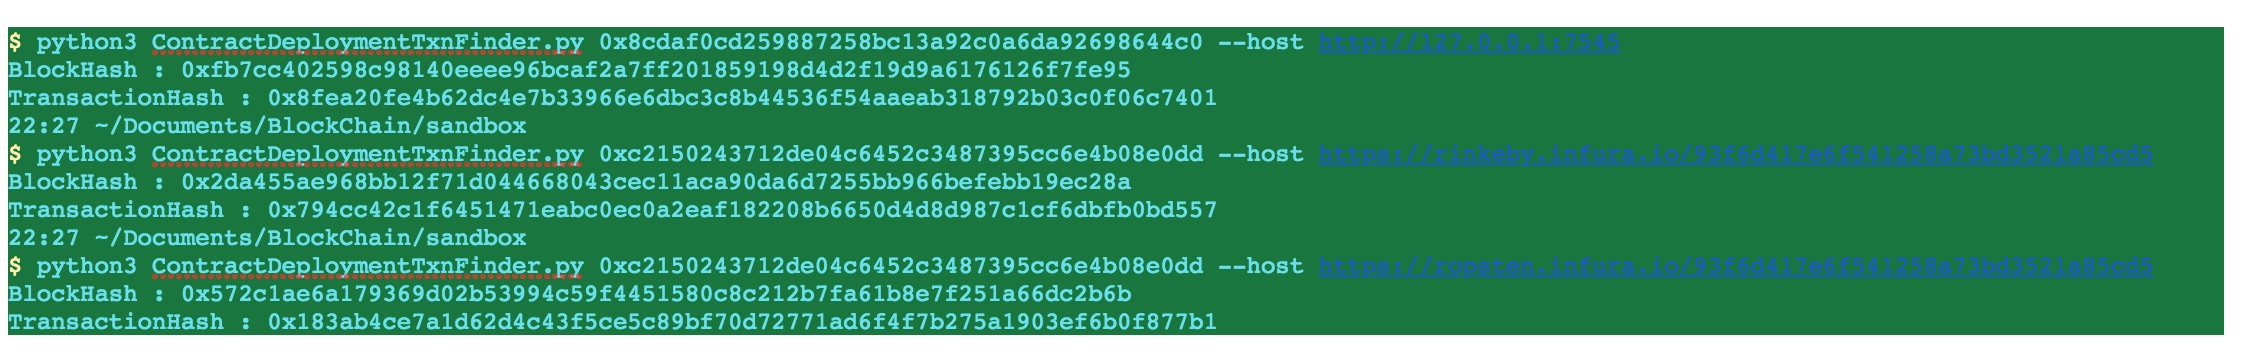 $ python3 ContractDeploymentTxnFinder.py 0x8cdaf0cd259887258bc13a92c0a6da92698644c0 --host http://127.0.0.1:7545
BlockHash : 0xfb7cc402598c98140eeee96bcaf2a7ff201859198d4d2f19d9a6176126f7fe95
TransactionHash : 0x8fea20fe4b62dc4e7b33966e6dbc3c8b44536f54aaeab318792b03c0f06c7401
22:27 ~/Documents/BlockChain/sandbox
$ python3 ContractDeploymentTxnFinder.py 0xc2150243712de04c6452c3487395cc6e4b08e0dd --host https://rinkeby.infura.io/93f6d417e6f541258a73bd3521a85cd5
BlockHash : 0x2da455ae968bb12f71d044668043cec11aca90da6d7255bb966befebb19ec28a
TransactionHash : 0x794cc42c1f6451471eabc0ec0a2eaf182208b6650d4d8d987c1cf6dbfb0bd557
22:27 ~/Documents/BlockChain/sandbox
$ python3 ContractDeploymentTxnFinder.py 0xc2150243712de04c6452c3487395cc6e4b08e0dd --host https://ropsten.infura.io/93f6d417e6f541258a73bd3521a85cd5
BlockHash : 0x572c1ae6a179369d02b53994c59f4451580c8c212b7fa61b8e7f251a66dc2b6b
TransactionHash : 0x183ab4ce7a1d62d4c43f5ce5c89bf70d72771ad6f4f7b275a1903ef6b0f877b1